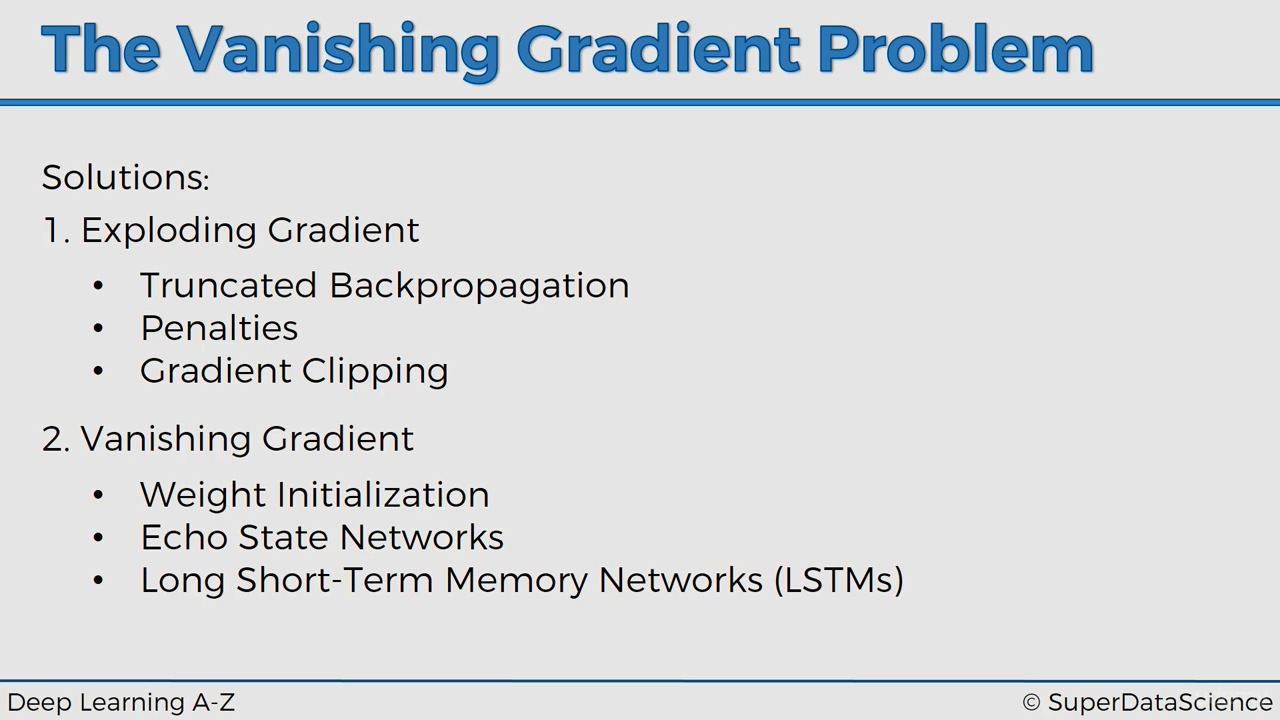 The Vanishing Gradient Problem
Solutions:
1. Exploding Gradient
• Truncated Backpropagation
• Penalties
• Gradient Clipping
2. Vanishing Gradient
• Weight Initialization
• Echo State Networks
• Long Short-Term Memory Networks (LSTMs)
Deep Learning A-Z
© SuperDataScience